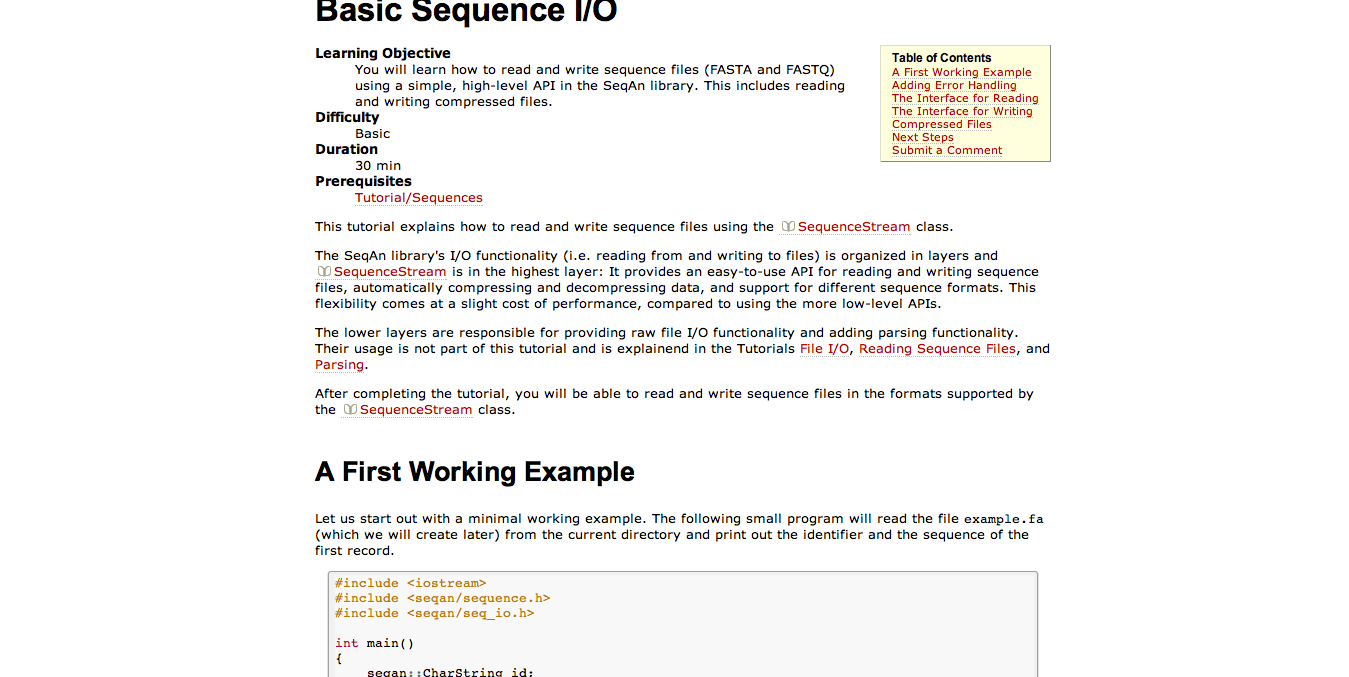 Basic Sequence I/O
Learning Objective
You will learn how to read and write sequence files (FASTA and FASTQ)
using a simple, high-level API in the SeqAn library. This includes reading
and writing compressed files.
Difficulty
Basic
Duration
30 min
Prerequisites
Tutorial/Sequences
Table of Contents
A First Working Example
Adding Error Handling
The Interface for Reading
The Interface for Writing
Compressed Files
Next Steps
Submit a Comment
This tutorial explains how to read and write sequence files using the SequenceStream class.
The SeqAn library's I/O functionality (i.e. reading from and writing to files) is organized in layers and
SequenceStream is in the highest layer: It provides an easy-to-use API for reading and writing sequence
files, automatically compressing and decompressing data, and support for different sequence formats. This
flexibility comes at a slight cost of performance, compared to using the more low-level APIs.
The lower layers are responsible for providing raw file I/O functionality and adding parsing functionality.
Their usage is not part of this tutorial and is explainend in the Tutorials File I/O, Reading Sequence Files, and
Parsing.
After completing the tutorial, you will be able to read and write sequence files in the formats supported by
the SequenceStream class.
A First Working Example
Let us start out with a minimal working example. The following small program will read the file example.fa
(which we will create later) from the current directory and print out the identifier and the sequence of the
first record.
#include <iostream>
#include <seqan/sequence.h>
#include <seqan/seq_io.h>
int main()
{
seqan::CharString id;